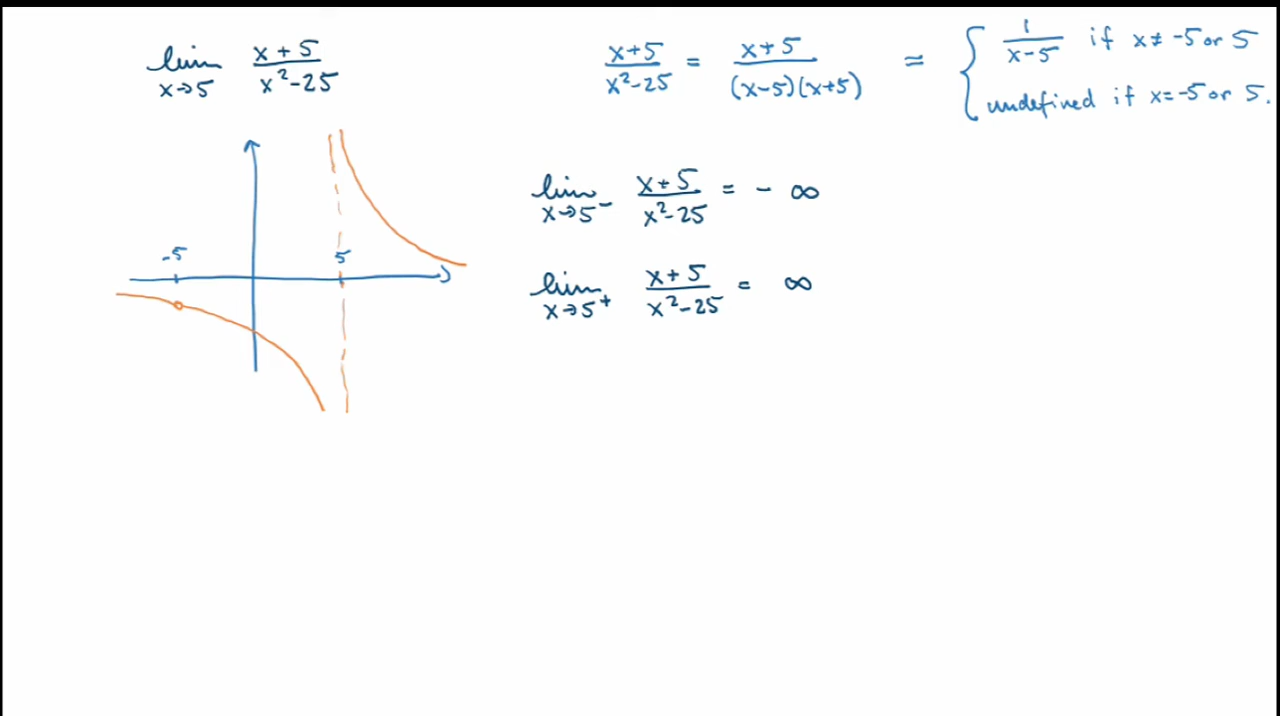 lim x→5 x+5/x²-25
x+5/x²-25 = x+5/(x-5)(x+5) = { 1/x-5 if x≠ -5 or 5
undefined if x=-5 or 5.
lim x→5⁻ x+5/x²-25 = - ∞
-5 5
lim x→5⁺ x+5/x²-25 = ∞